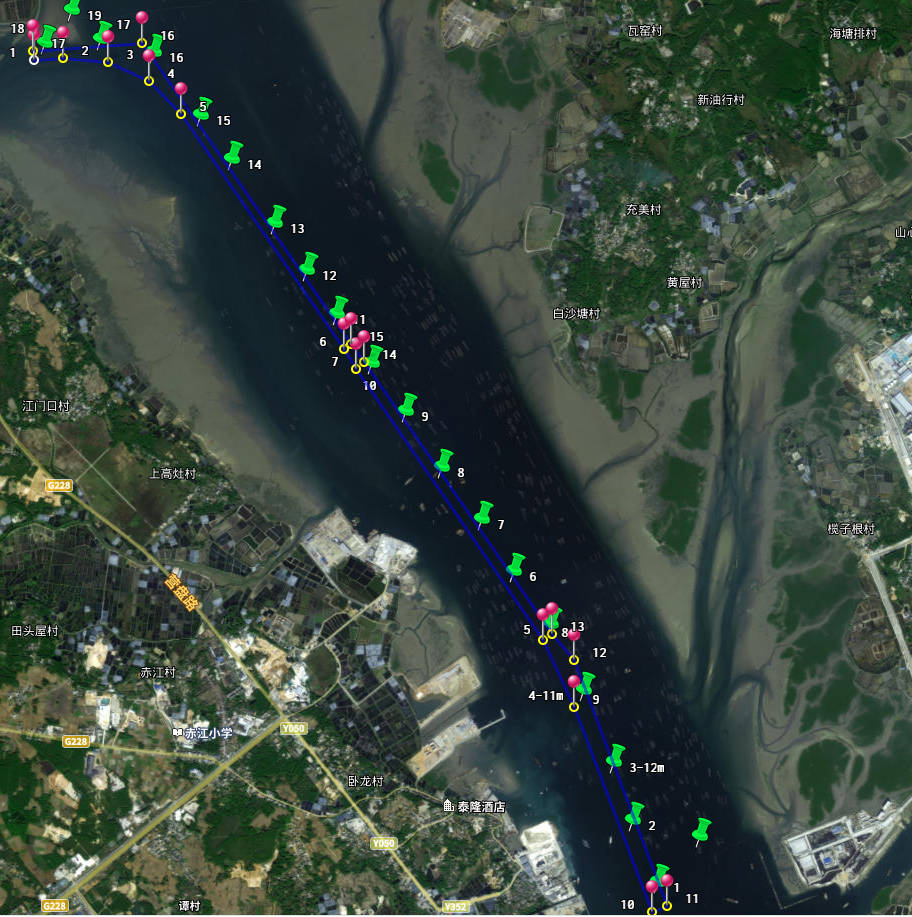 18
19
17
16
1
17
2
3
16
4
瓦窑村
海塘排村
5
15
新油行村
14
充美村
13
山心
12
黄屋村
白沙塘村
1
6
15
7
14
10
江门口村
9
上高灶村
8
G228
7
榄子根村
官盘路
6
田头屋村
5
8
13
12
赤江村
4-11m
9
赤江小学
Y050
G228
3-12m
卧龙村
泰隆酒店
2
Y050
1
10
11
G228
谭村
Y352